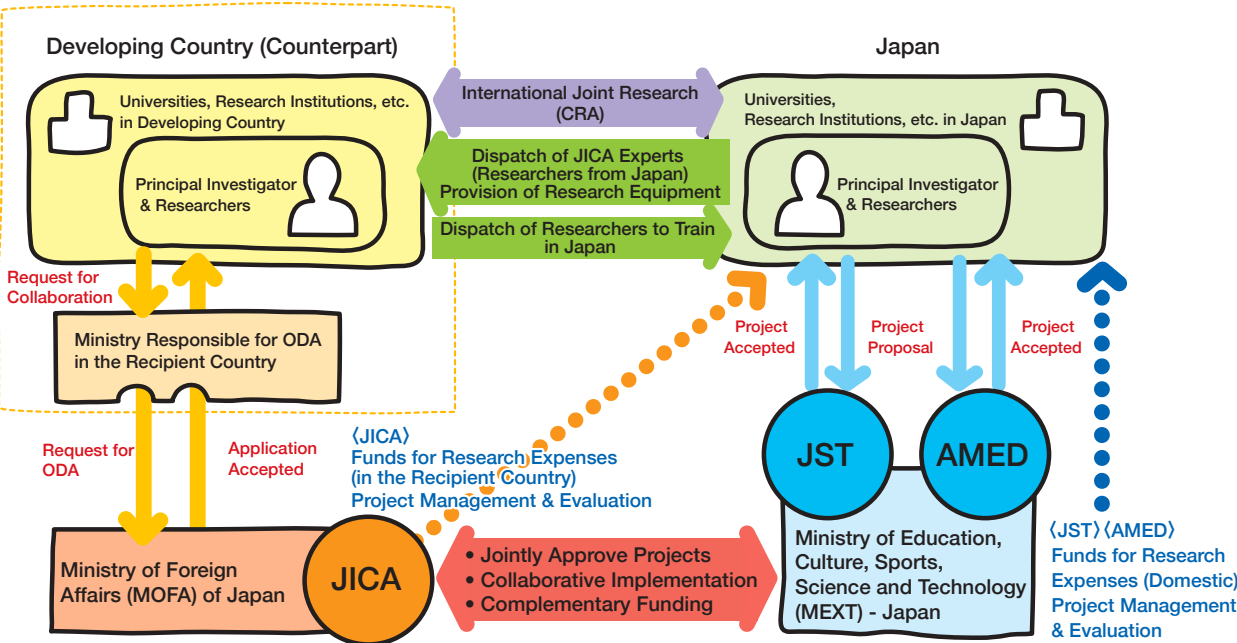 Developing Country (Counterpart)
Japan
Universities, Research Institutions, etc.
in Developing Country
Principal Investigator
& Researchers
International Joint Research
(CRA)
Dispatch of JICA Experts
(Researchers from Japan)
Provision of Research Equipment
Dispatch of Researchers to Train
in Japan
Universities,
Research Institutions, etc. in Japan
Principal Investigator
& Researchers
Request for
Collaboration
Ministry Responsible for ODA
in the Recipient Country
Project
Accepted
Project
Proposal
Project
Accepted
Request for
ODA
Application
Accepted
〈JICA〉
Funds for Research Expenses
(in the Recipient Country)
Project Management & Evaluation
JST
AMED
Ministry of Foreign
Affairs (MOFA) of Japan
JICA
• Jointly Approve Projects
• Collaborative Implementation
• Complementary Funding
Ministry of Education,
Culture, Sports,
Science and Technology
(MEXT) - Japan
〈JST〉〈AMED〉
Funds for Research
Expenses (Domestic)
Project Management
& Evaluation